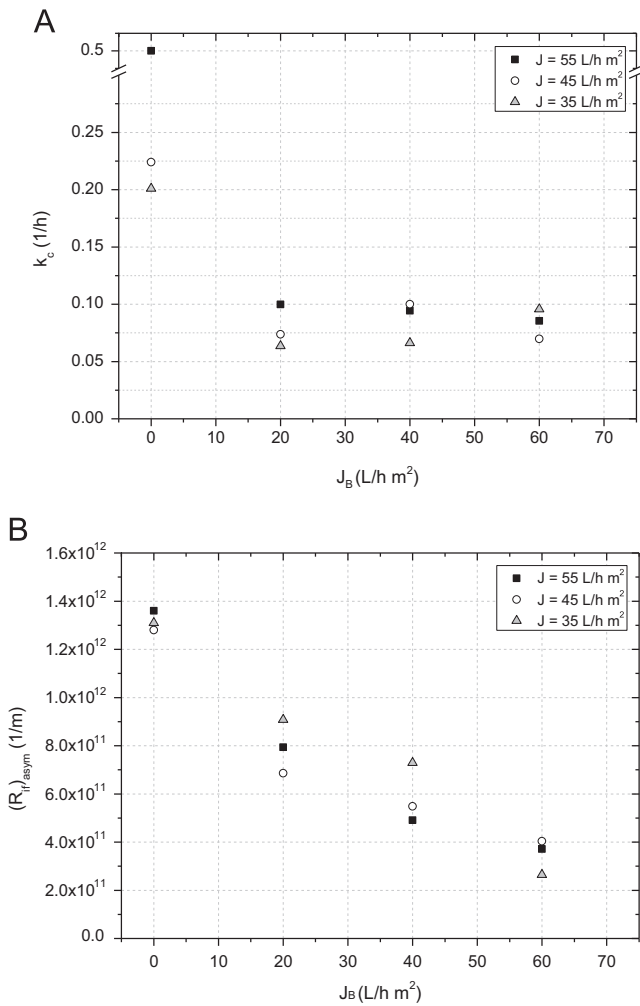 A
0.5
0.25
0.20
0.15
0.10
0.05
0.00
k_c (1/h)
J = 55 L/h m²
J = 45 L/h m²
J = 35 L/h m²
0 10 20 30 40 50 60 70
J_B (L/h m²)
B
1.6x10¹²
1.4x10¹²
1.2x10¹²
1.0x10¹²
8.0x10¹¹
6.0x10¹¹
4.0x10¹¹
2.0x10¹¹
0.0
(R_if)_asym (1/m)
J = 55 L/h m²
J = 45 L/h m²
J = 35 L/h m²
0 10 20 30 40 50 60 70
J_B (L/h m²)